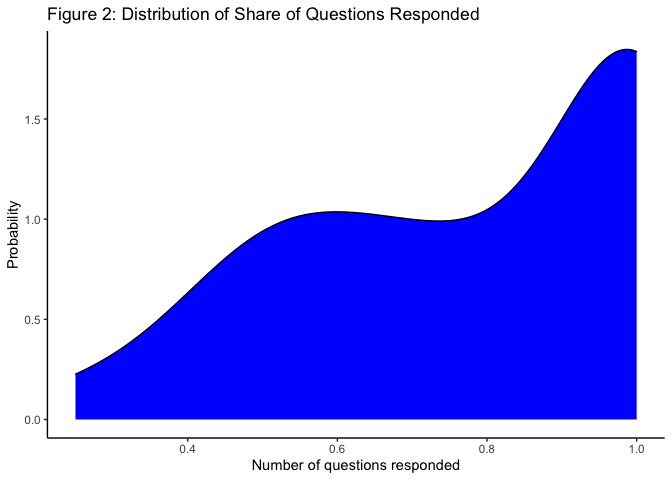 Figure 2: Distribution of Share of Questions Responded
Probability
1.5
1.0
0.5
0.0
0.4
0.6
0.8
1.0
Number of questions responded